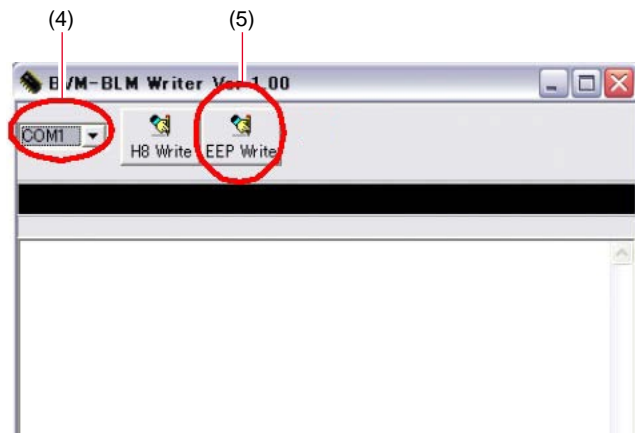 (4) (5)
BVM-BLM Writer Ver 1.00
COM1 H8 Write EEP Write